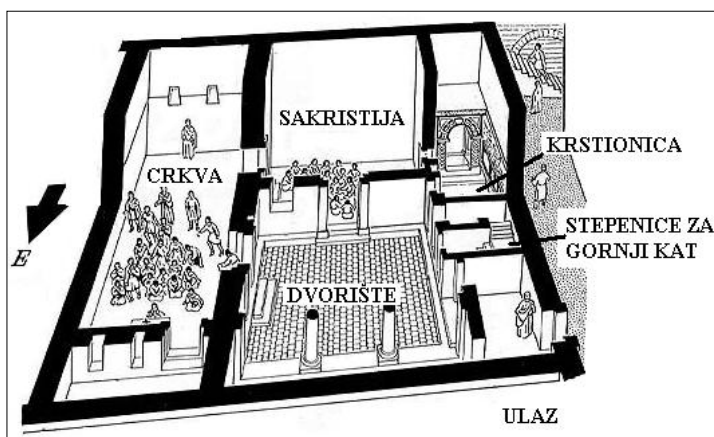 SAKRISTIJA
KRSTIONICA
CRKVA
STEPENICE ZA
GORNJI KAT
E
DVORIŠTE
ULAZ